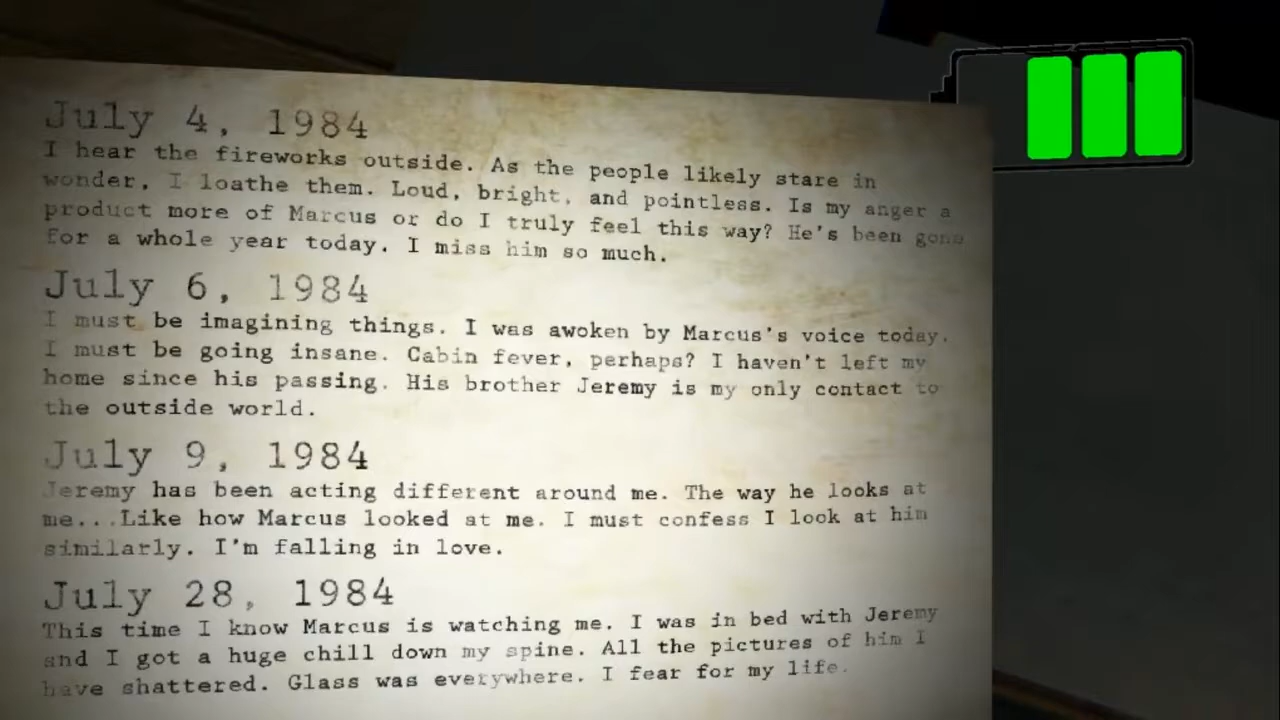 July 4, 1984
I hear the fireworks outside. As the people likely stare in
wonder, I loathe them. Loud, bright, and pointless. Is my anger a
product more of Marcus or do I truly feel this way? He's been gone
for a whole year today. I miss him so much.
July 6, 1984
I must be imagining things. I was awoken by Marcus's voice today.
I must be going insane. Cabin fever, perhaps? I haven't left my
home since his passing. His brother Jeremy is my only contact to
the outside world.
July 9, 1984
Jeremy has been acting different around me. The way he looks at
me...Like how Marcus looked at me. I must confess I look at him
similarly. I'm falling in love.
July 28, 1984
This time I know Marcus is watching me. I was in bed with Jeremy
and I got a huge chill down my spine. All the pictures of him I
have shattered. Glass was everywhere. I fear for my life.